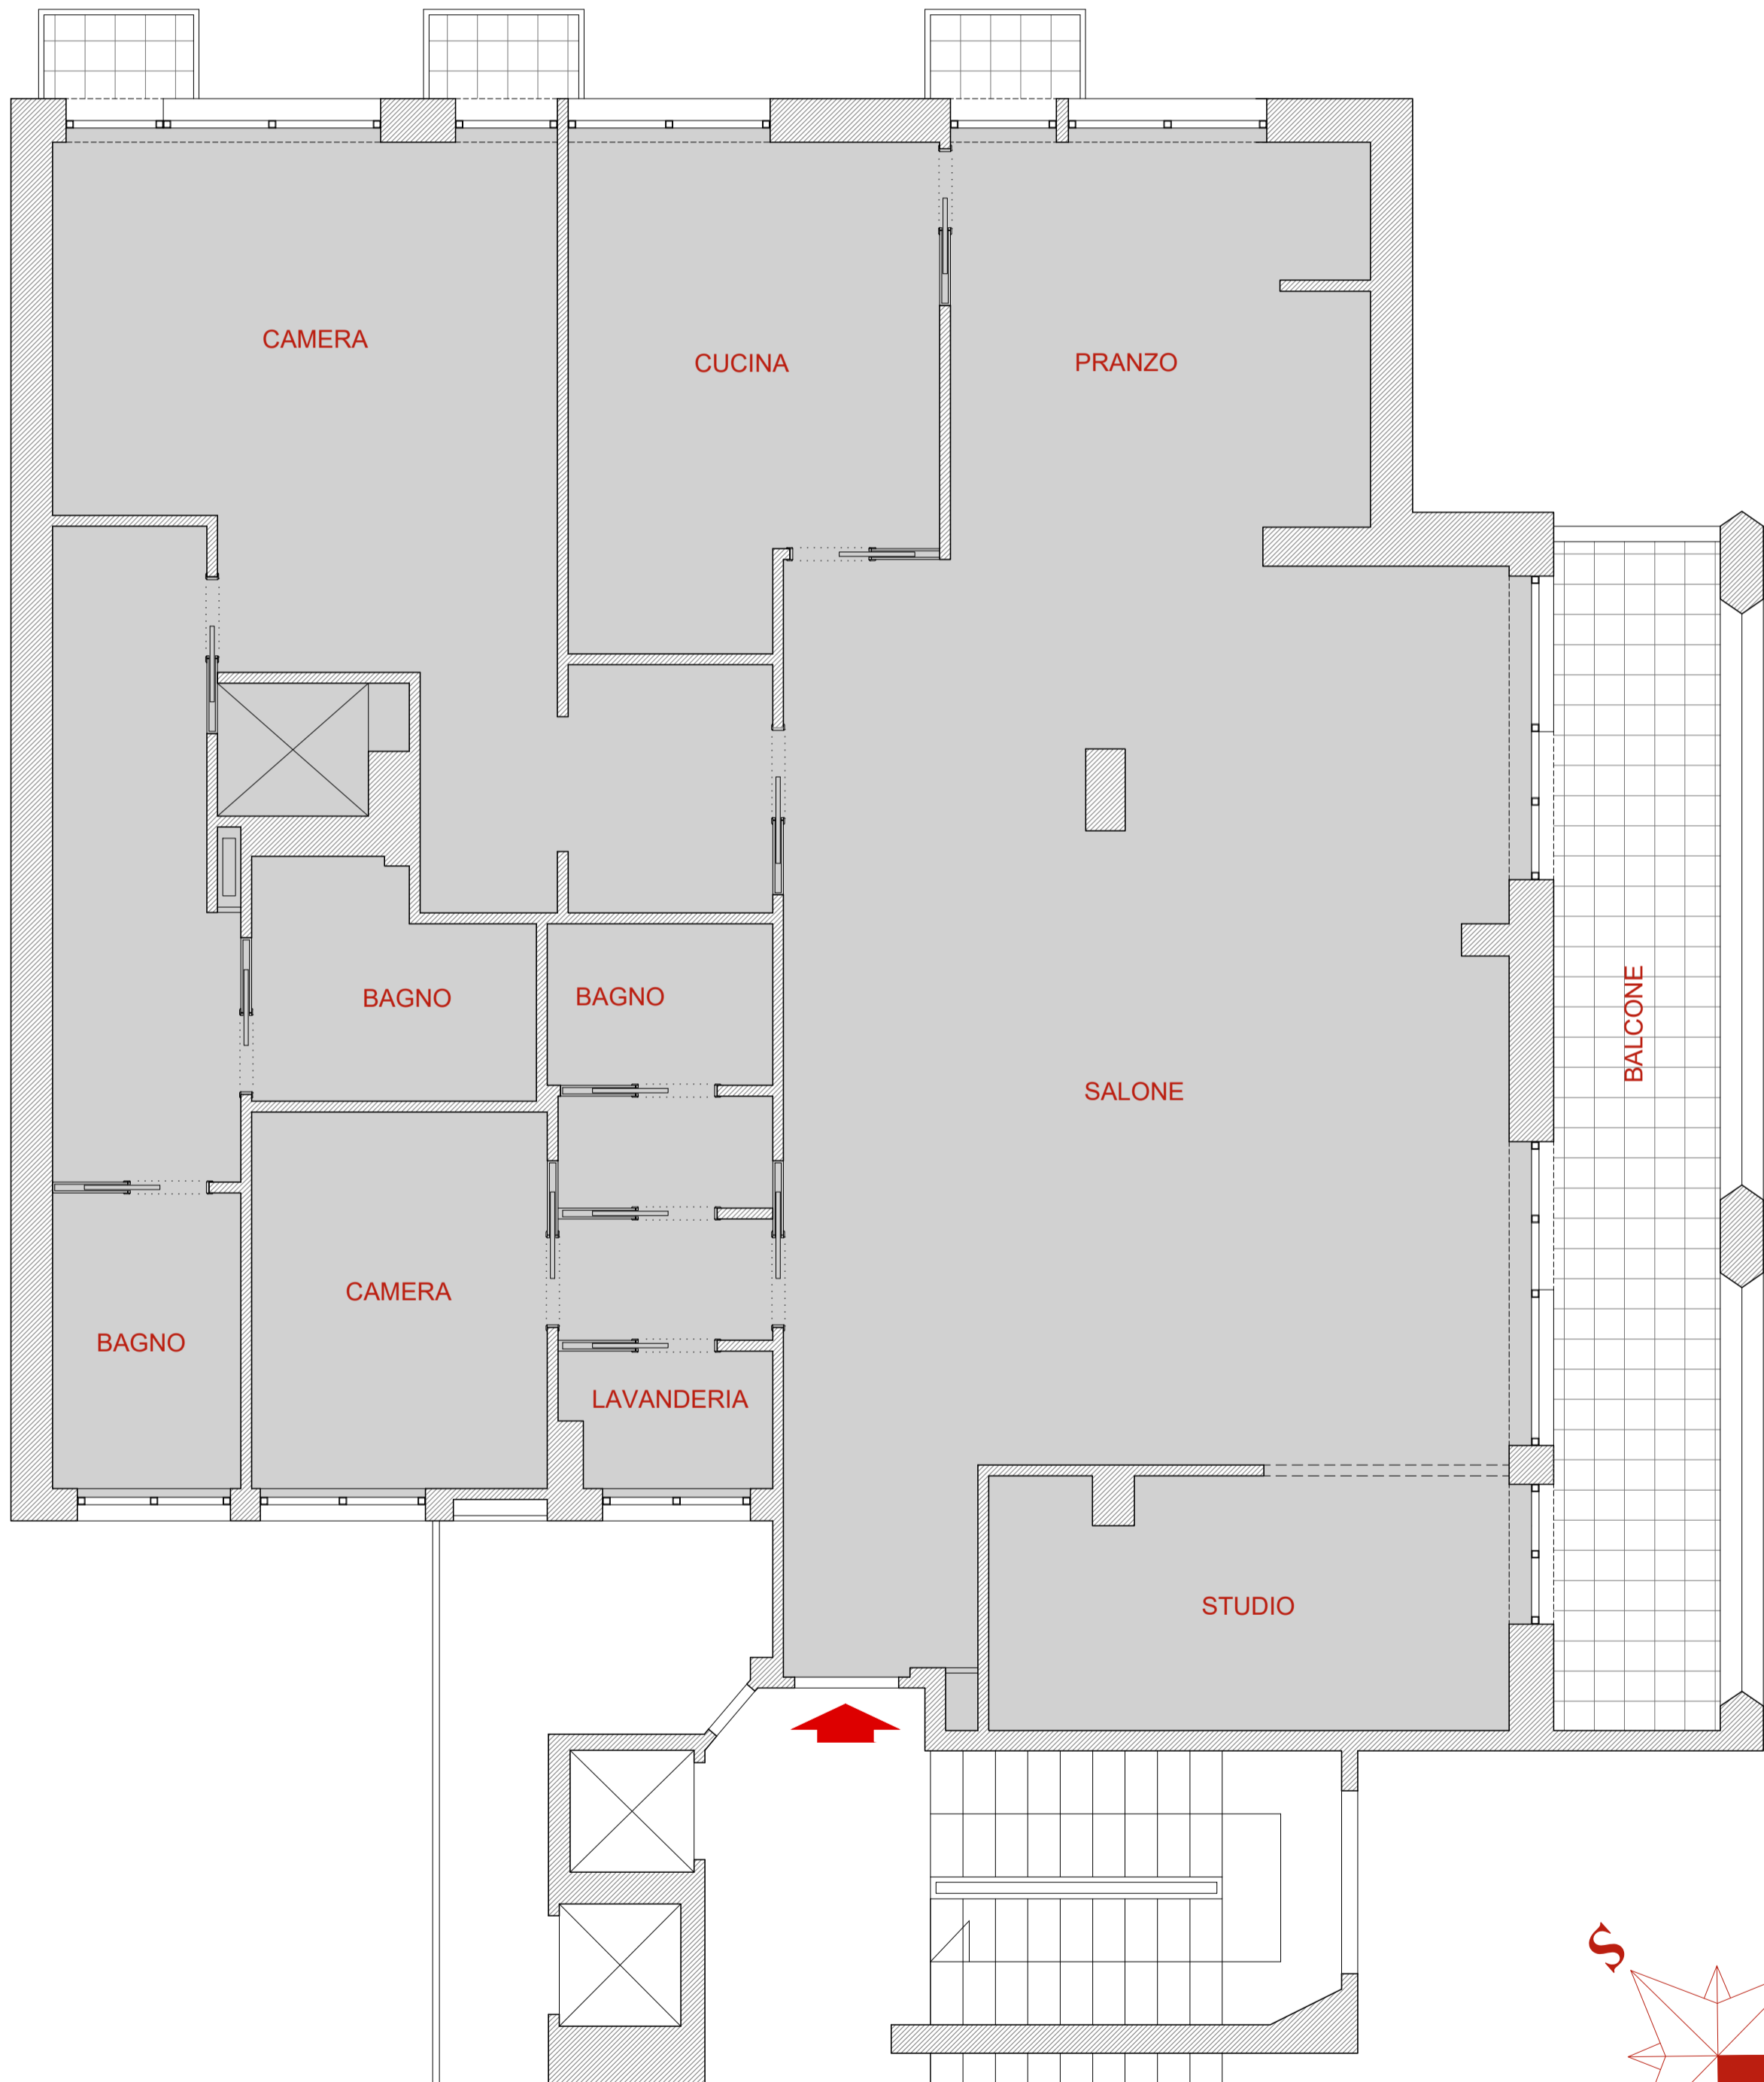 CAMERA
CUCINA
PRANZO
BAGNO
BAGNO
BALCONE
SALONE
CAMERA
BAGNO
LAVANDERIA
STUDIO
S